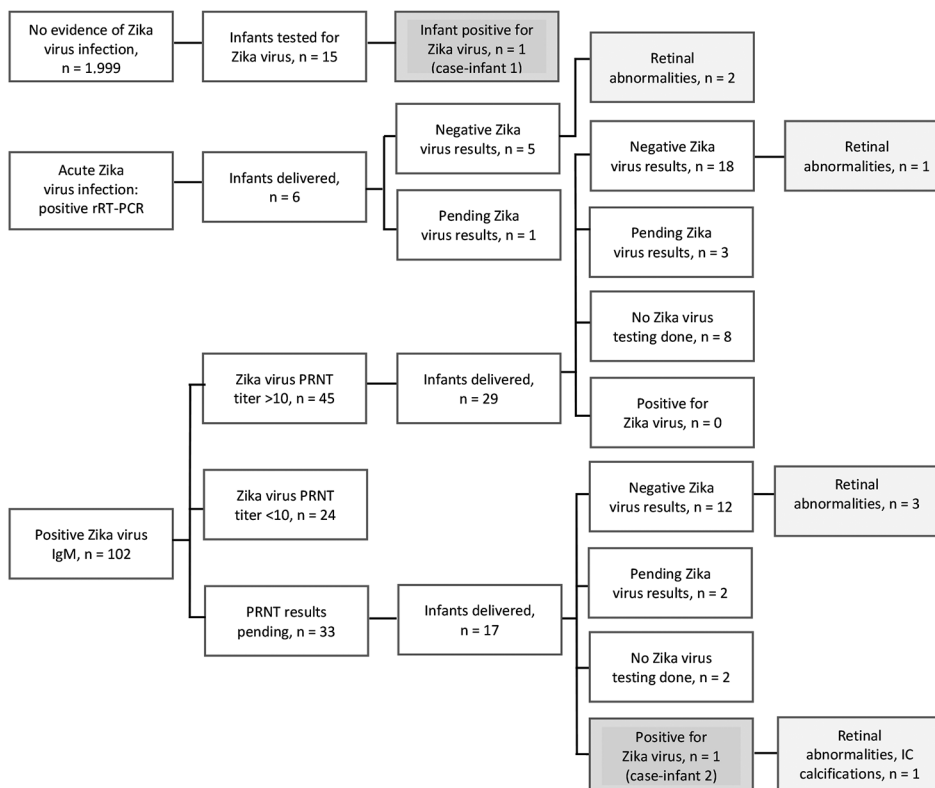 No evidence of Zika
virus infection,
n = 1.999
Infants tested for
Zika virus, n = 15
Infant positive for
Zika virus, n = 1
(case-infant 1)
Acute Zika
virus infection:
positive rRT-PCR
Infants delivered,
n = 6
Negative Zika
virus results, n = 5
Retinal
abnormalities, n = 2
Pending Zika
virus results, n = 1
Positive Zika virus
IgM, n = 102
Zika virus PRNT
titer >10, n = 45
Infants delivered,
n = 29
Negative Zika
virus results, n = 18
Retinal
abnormalities, n = 1
Pending Zika
virus results, n = 3
No Zika virus
testing done, n = 8
Positive for
Zika virus, n = 0
Zika virus PRNT
titer <10, n = 24
PRNT results
pending, n = 33
Infants delivered,
n = 17
Negative Zika
virus results, n = 12
Retinal
abnormalities, n = 3
Pending Zika
virus results, n = 2
No Zika virus
testing done, n = 2
Positive for
Zika virus, n = 1
(case-infant 2)
Retinal
abnormalities, IC
calcifications, n = 1